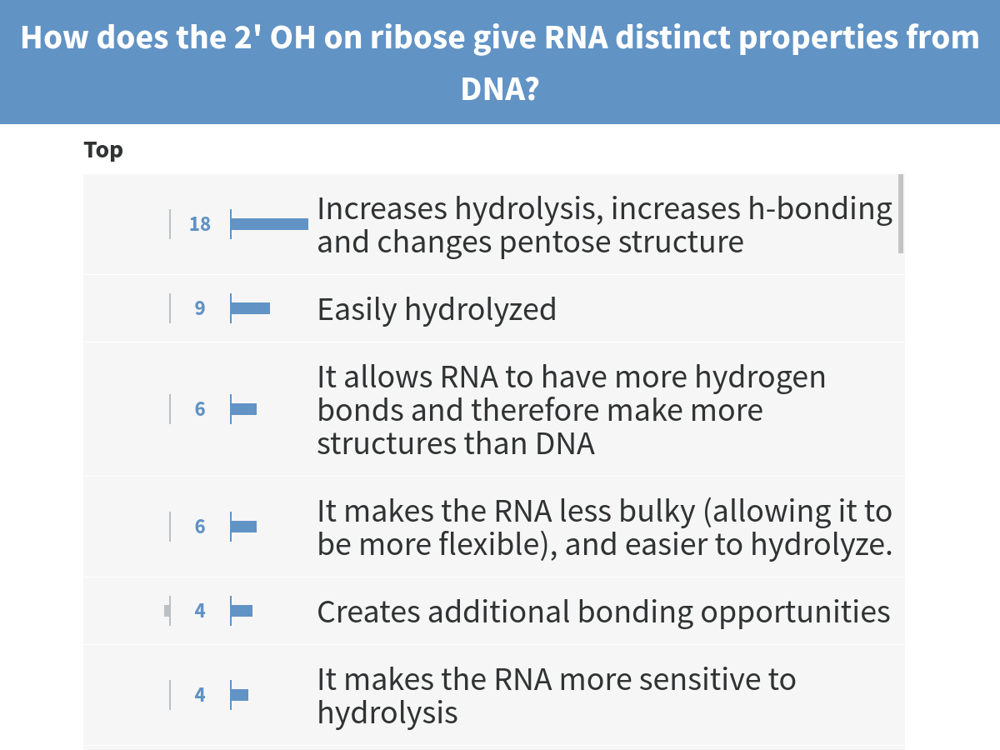 How does the 2' OH on ribose give RNA distinct properties from
DNA?
Top
18
Increases hydrolysis, increases h-bonding
and changes pentose structure
9
Easily hydrolyzed
6
It allows RNA to have more hydrogen
bonds and therefore make more
structures than DNA
6
It makes the RNA less bulky (allowing it to
be more flexible), and easier to hydrolyze.
4
Creates additional bonding opportunities
4
It makes the RNA more sensitive to
hydrolysis